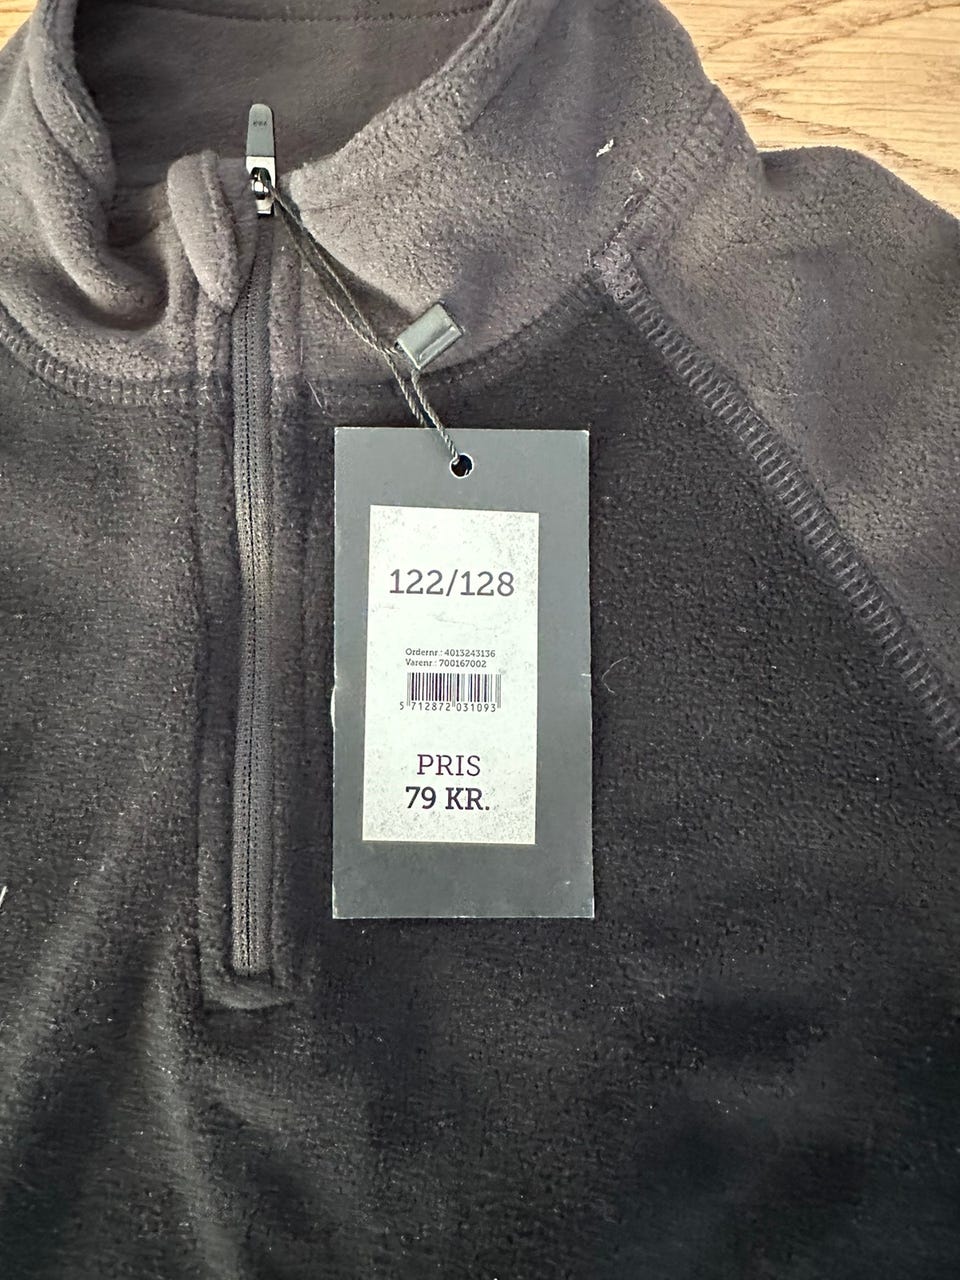 122/128
Ordernr.: 4013243136
Varenr.: 700167002
5 712872 031093
PRIS
79 KR.